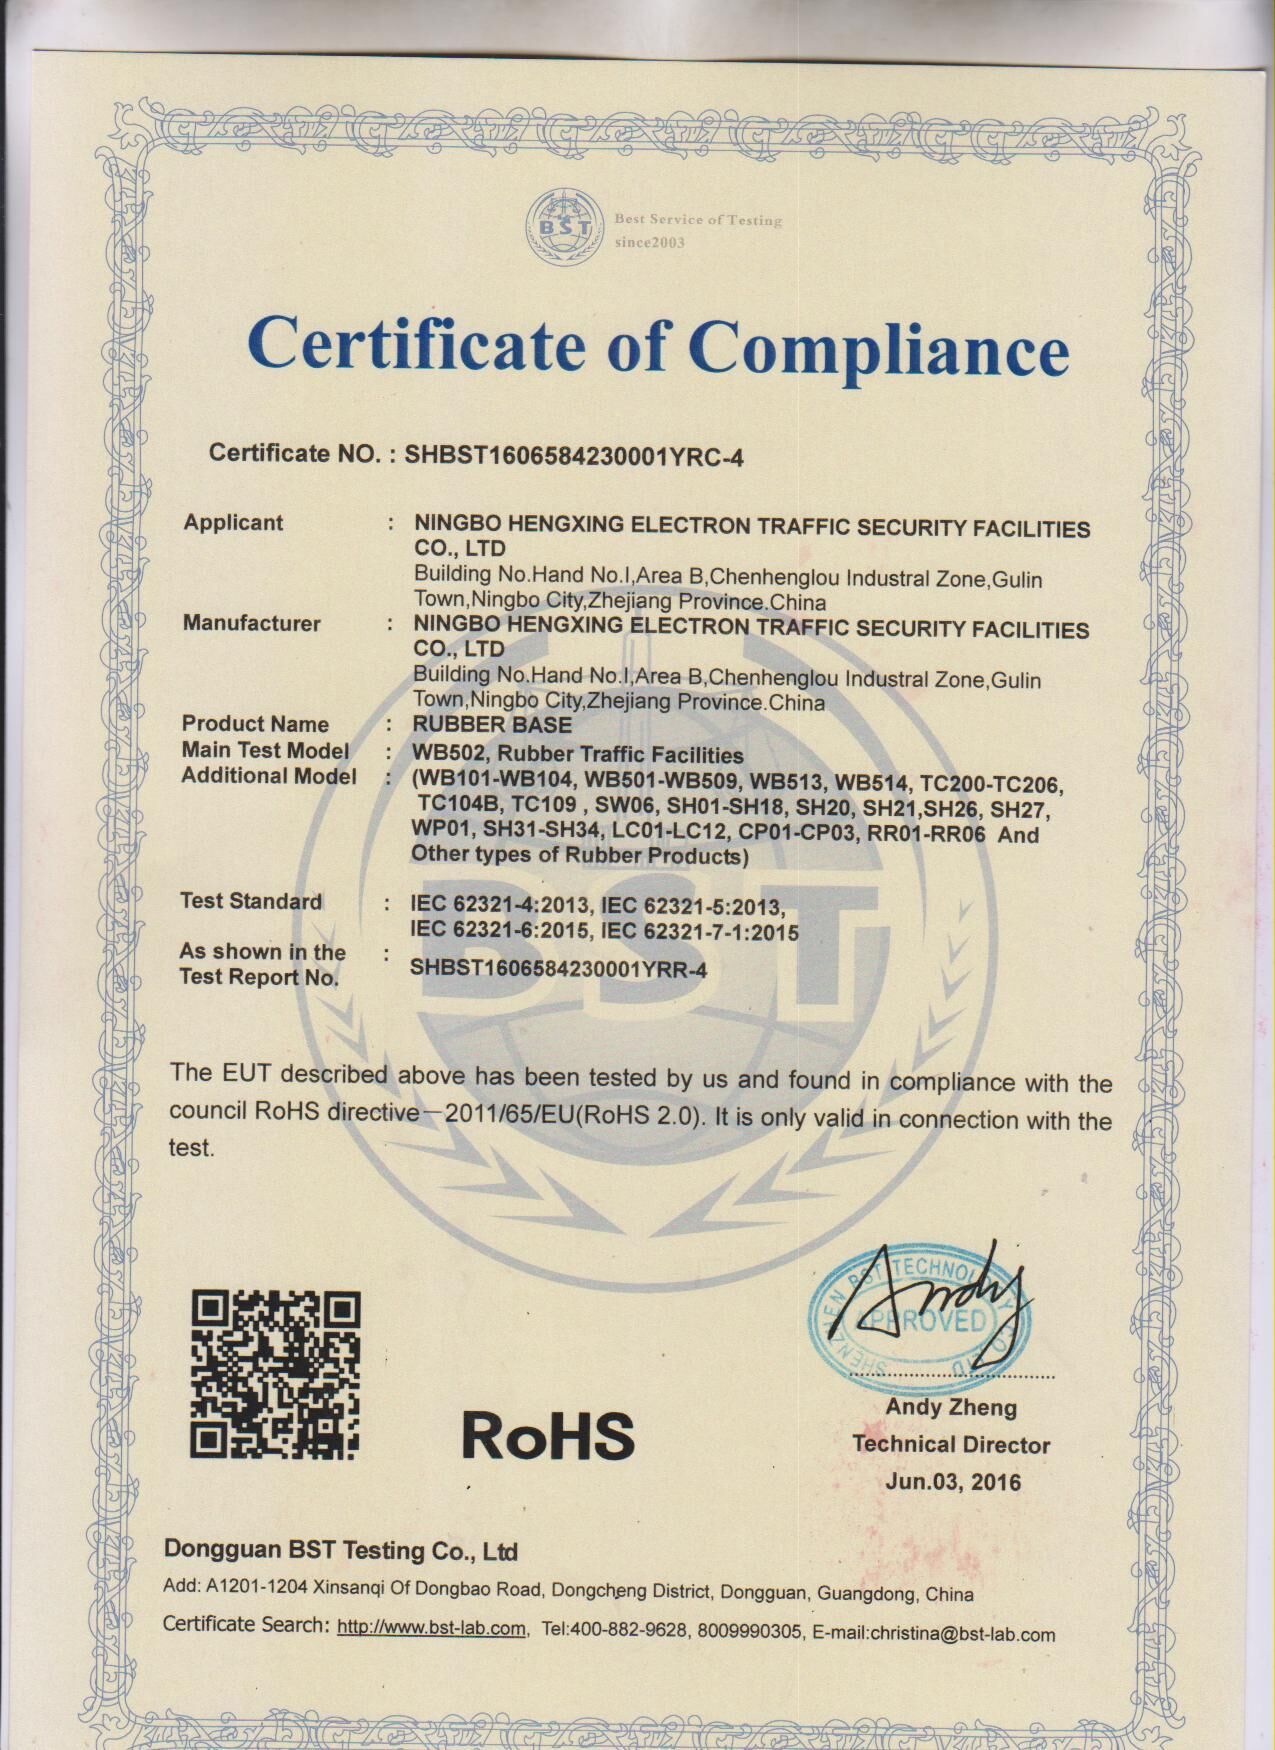 BST
Best Service of Testing
since2003
Certificate of Compliance
Certificate NO. : SHBST1606584230001YRC-4
Applicant : NINGBO HENGXING ELECTRON TRAFFIC SECURITY FACILITIES
CO., LTD
Building No.Hand No.I,Area B,Chenhenglou Industral Zone,Gulin
Town,Ningbo City,Zhejiang Province.China
Manufacturer : NINGBO HENGXING ELECTRON TRAFFIC SECURITY FACILITIES
CO., LTD
Building No.Hand No.I,Area B,Chenhenglou Industral Zone,Gulin
Town,Ningbo City,Zhejiang Province.China
Product Name : RUBBER BASE
Main Test Model : WB502, Rubber Traffic Facilities
Additional Model : (WB101-WB104, WB501-WB509, WB513, WB514, TC200-TC206,
TC104B, TC109 , SW06, SH01-SH18, SH20, SH21,SH26, SH27,
WP01, SH31-SH34, LC01-LC12, CP01-CP03, RR01-RR06 And
Other types of Rubber Products)
Test Standard : IEC 62321-4:2013, IEC 62321-5:2013,
IEC 62321-6:2015, IEC 62321-7-1:2015
As shown in the :
Test Report No. SHBST1606584230001YRR-4
BST
The EUT described above has been tested by us and found in compliance with the
council RoHS directive—2011/65/EU(RoHS 2.0). It is only valid in connection with the
test.
SHENZHEN BST TECHNOLOGY CO.,LTD
APPROVED
Andy
Andy Zheng
RoHS
Technical Director
Jun.03, 2016
Dongguan BST Testing Co., Ltd
Add: A1201-1204 Xinsanqi Of Dongbao Road, Dongcheng District, Dongguan, Guangdong, China
Certificate Search: http://www.bst-lab.com, Tel:400-882-9628, 8009990305, E-mail:christina@bst-lab.com